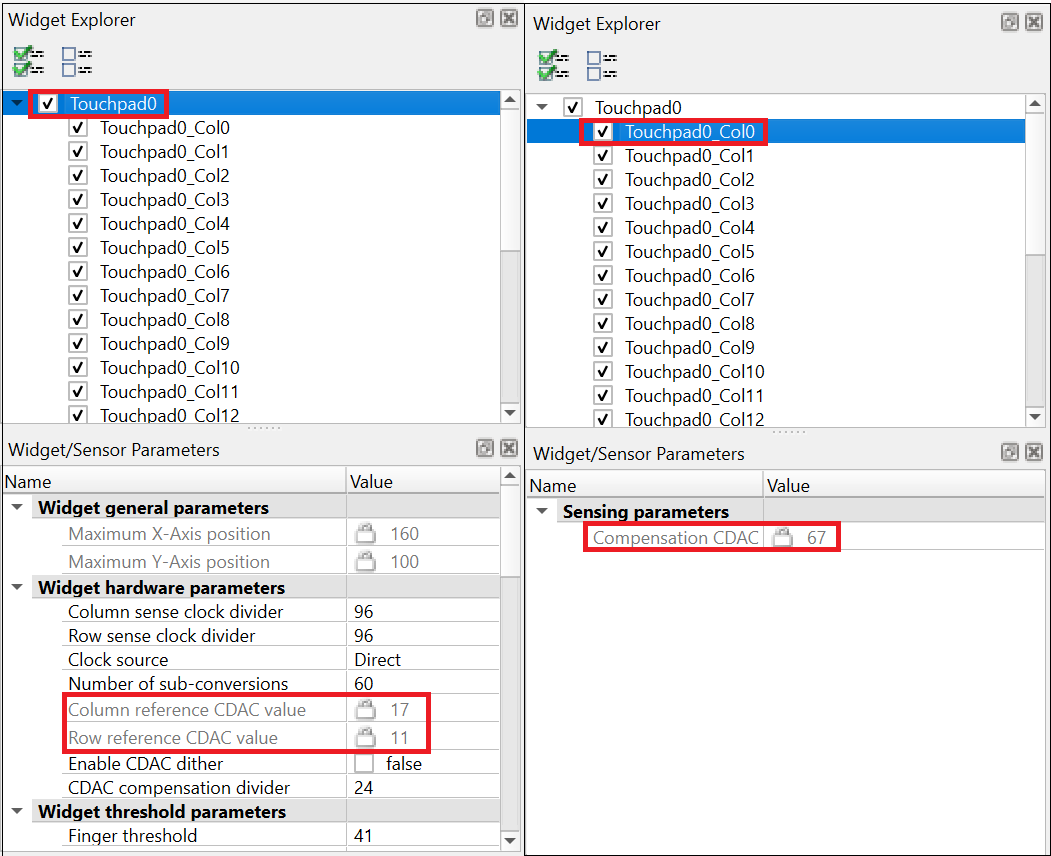 Widget Explorer
Touchpad0
Touchpad0_Col0
Touchpad0_Col1
Touchpad0_Col2
Touchpad0_Col3
Touchpad0_Col4
Touchpad0_Col5
Touchpad0_Col6
Touchpad0_Col7
Touchpad0_Col8
Touchpad0_Col9
Touchpad0_Col10
Touchpad0_Col11
Touchpad0_Col12
Widget/Sensor Parameters
Name Value
Widget general parameters
Maximum X-Axis position 160
Maximum Y-Axis position 100
Widget hardware parameters
Column sense clock divider 96
Row sense clock divider 96
Clock source Direct
Number of sub-conversions 60
Column reference CDAC value 17
Row reference CDAC value 11
Enable CDAC dither false
CDAC compensation divider 24
Widget threshold parameters
Finger threshold 41
Widget Explorer
Touchpad0
Touchpad0_Col0
Touchpad0_Col1
Touchpad0_Col2
Touchpad0_Col3
Touchpad0_Col4
Touchpad0_Col5
Touchpad0_Col6
Touchpad0_Col7
Touchpad0_Col8
Touchpad0_Col9
Touchpad0_Col10
Touchpad0_Col11
Touchpad0_Col12
Widget/Sensor Parameters
Name Value
Sensing parameters
Compensation CDAC 67